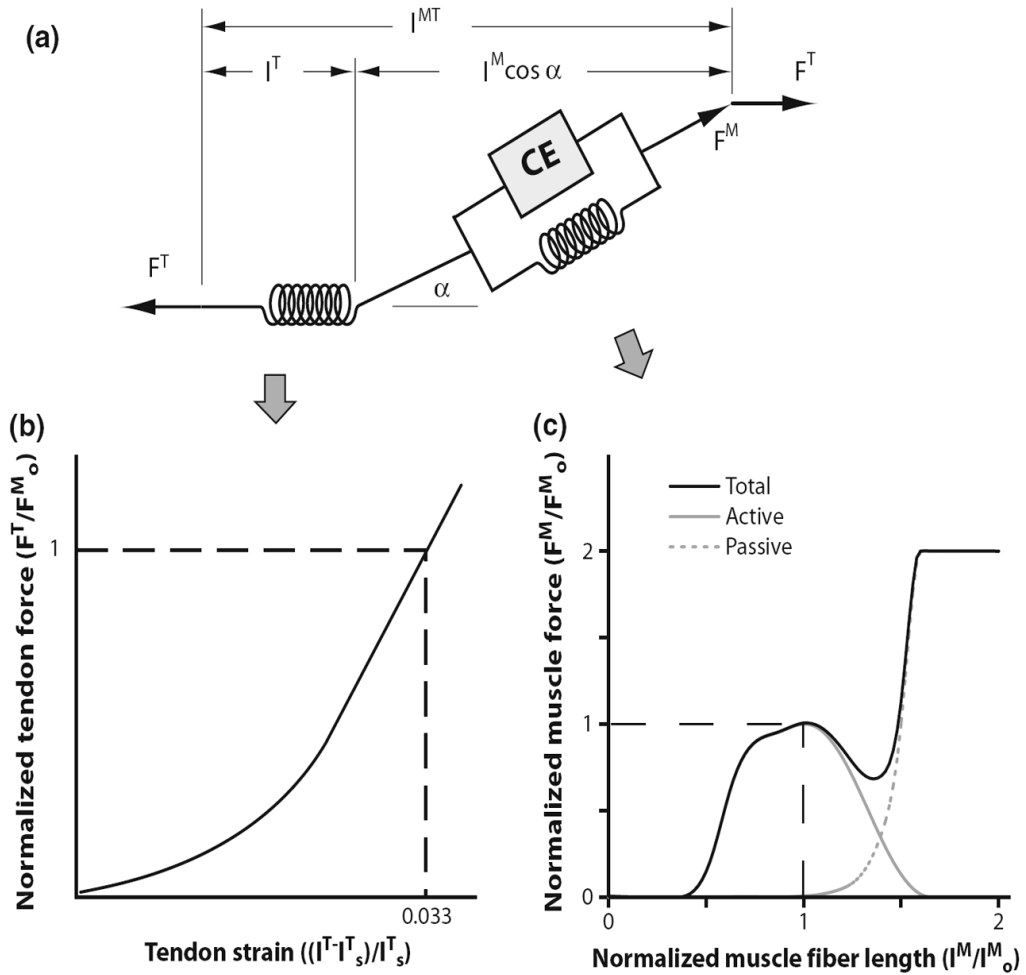 (a)
l^MT
l^T
l^M cos α
F^T
F^M
CE
F^T
α
(b)
Normalized tendon force (F^T/F^M_o)
1
0.033
Tendon strain ((l^T-l^T_s)/l^T_s)
(c)
Normalized muscle force (F^M/F^M_o)
Total
Active
Passive
2
1
0
0
1
2
Normalized muscle fiber length (l^M/l^M_o)